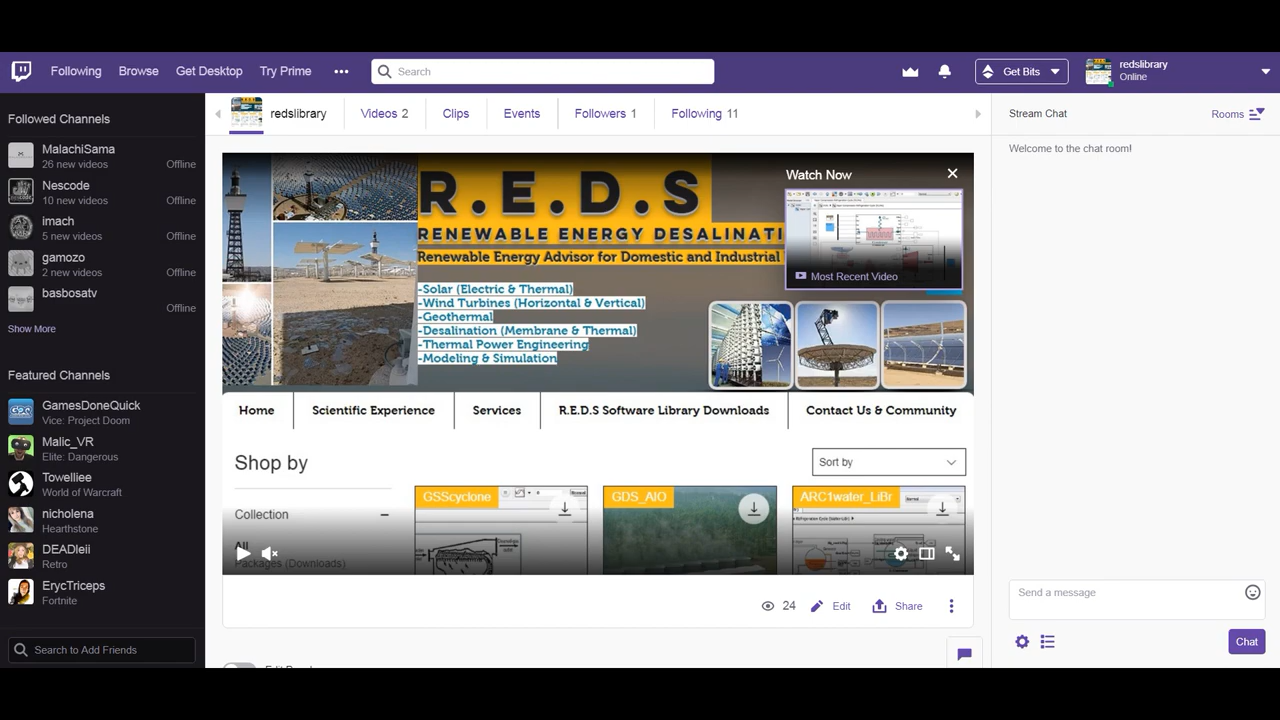 Following
Browse
Get Desktop
Try Prime
Search
Get Bits
redslibrary
Online
Followed Channels
MalachiSama
26 new videos
Offline
Nescode
10 new videos
Offline
imach
5 new videos
Offline
gamozo
2 new videos
Offline
basbosatv
Offline
Show More
Featured Channels
GamesDoneQuick
Vice: Project Doom
Malic_VR
Elite: Dangerous
Towelliee
World of Warcraft
nicholena
Hearthstone
DEADleii
Retro
ErycTriceps
Fortnite
Search to Add Friends
redslibrary
Videos 2
Clips
Events
Followers 1
Following 11
R.E.D.S
RENEWABLE ENERGY DESALINATI
Renewable Energy Advisor for Domestic and Industrial
-Solar (Electric & Thermal)
-Wind Turbines (Horizontal & Vertical)
-Geothermal
-Desalination (Membrane & Thermal)
-Thermal Power Engineering
-Modeling & Simulation
Watch Now
Most Recent Video
Home
Scientific Experience
Services
R.E.D.S Software Library Downloads
Contact Us & Community
Shop by
Sort by
Collection
All
Packages (Downloads)
GSScyclone
GDS_AIO
ARC1water_LiBr
24
Edit
Share
Stream Chat
Rooms
Welcome to the chat room!
Send a message
Chat